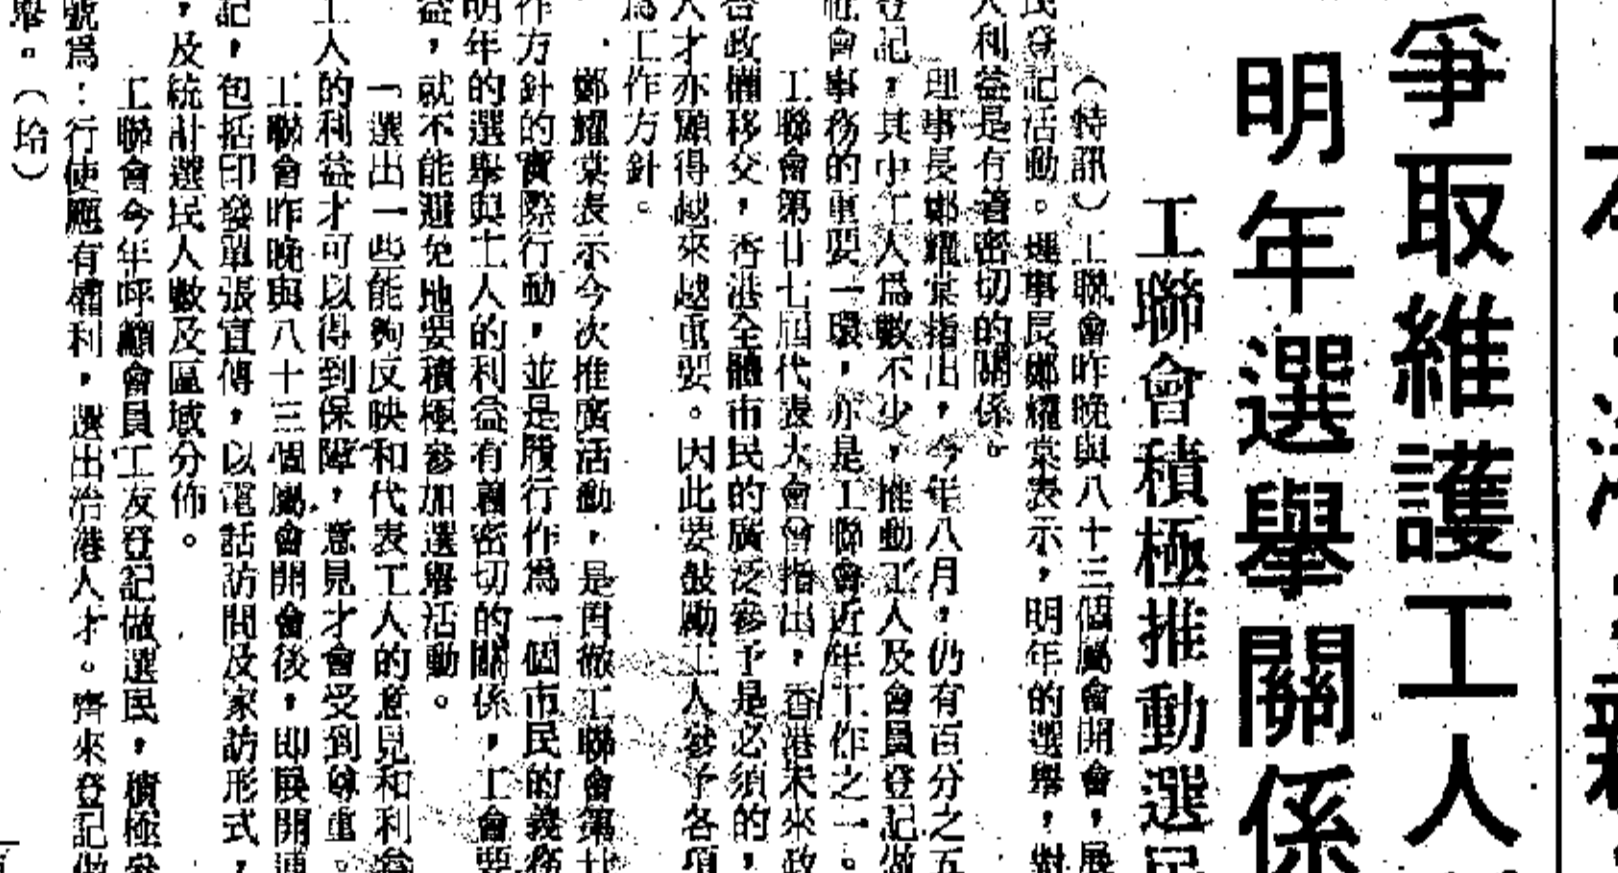 爭取維護工人
明年選舉關係
工聯會積極推動選民
（特訊）工聯會昨晚與八十三個屬會開會，展
民登記活動。理事長鄭耀棠表示，明年的選舉，對
人利益是有着密切的關係。
理事長鄭耀棠指出，今年八月，仍有百分之五
登記，其中工人爲數不少，推動工人及會員登記做
社會事務的重要一環，亦是工聯會近年工作之一。
工聯會第廿七屆代表大會曾指出，香港未來政
合政權移交，香港全體市民的廣泛參予是必須的，
人才亦顯得越來越重要。因此要鼓勵工人參予各項
爲工作方針。
鄭耀棠表示今次推廣活動，是貫徹工聯會第廿
作方針的實際行動，並是履行作爲一個市民的義務
明年的選舉與工人的利益有着密切的關係，工會要
益，就不能避免地要積極參加選舉活動。
「選出一些能夠反映和代表工人的意見和利益
工人的利益才可以得到保障，意見才會受到尊重。
工聯會昨晚與八十三個屬會開會後，即展開選
記，包括印發單張宣傳，以電話訪問及家訪形式，
，及統計選民人數及區域分佈。
工聯會今年呼籲會員工友登記做選民，積極參
號爲：行使應有權利，選出治港人才。齊來登記做
舉。（玲）